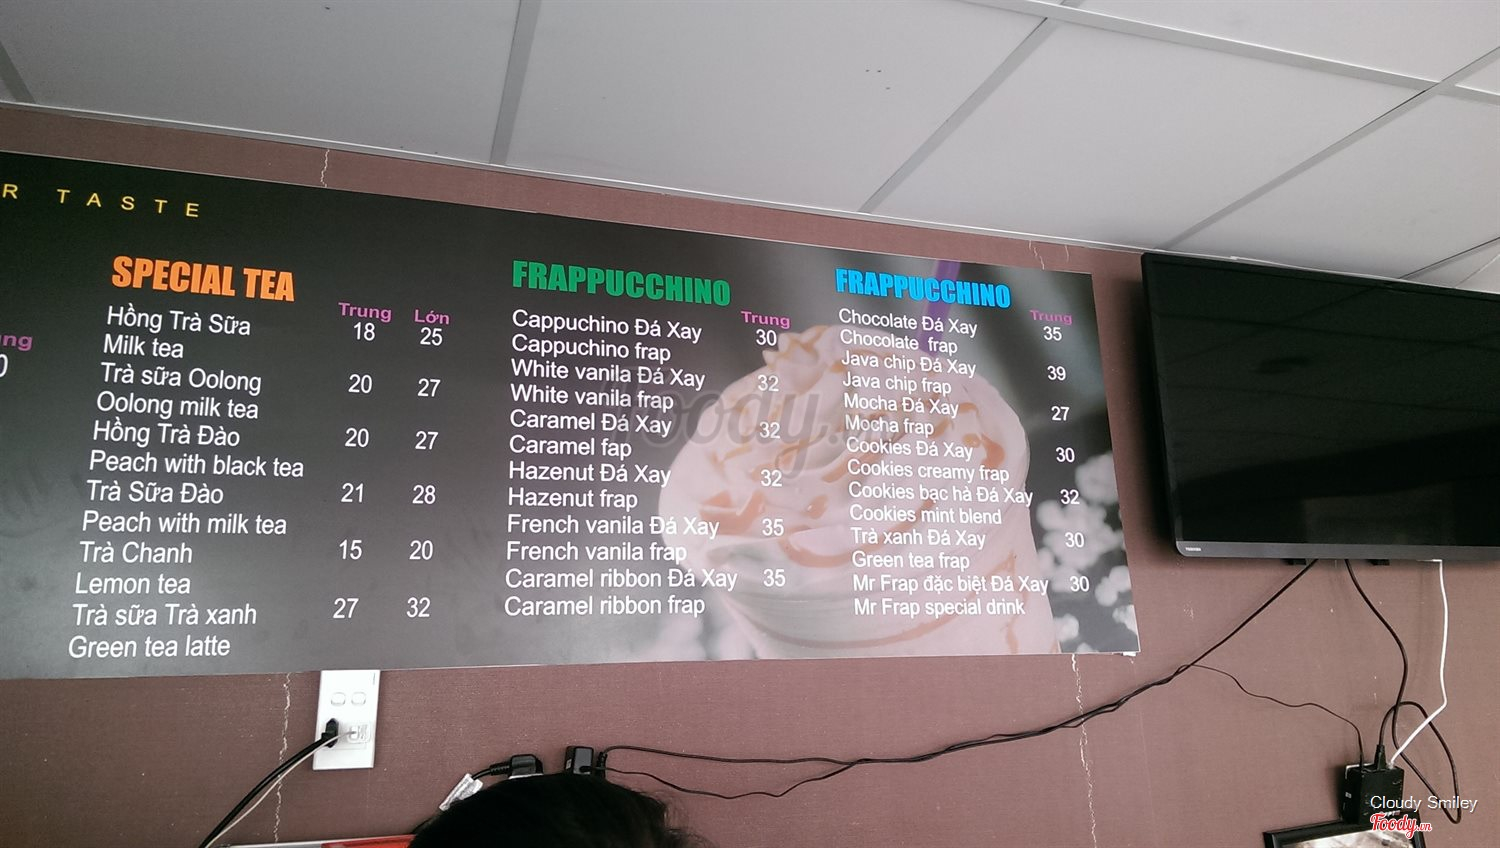 R TASTE
ng
0
SPECIAL TEA
Trung Lớn
Hồng Trà Sữa 18 25
Milk tea
Trà sữa Oolong 20 27
Oolong milk tea
Hồng Trà Đào 20 27
Peach with black tea
Trà Sữa Đào 21 28
Peach with milk tea
Trà Chanh 15 20
Lemon tea
Trà sữa Trà xanh 27 32
Green tea latte
FRAPPUCCHINO
Trung
Cappuchino Đá Xay 30
Cappuchino frap
White vanila Đá Xay 32
White vanila frap
Caramel Đá Xay 32
Caramel fap
Hazenut Đá Xay 32
Hazenut frap
French vanila Đá Xay 35
French vanila frap
Caramel ribbon Đá Xay 35
Caramel ribbon frap
FRAPPUCCHINO
Trung
Chocolate Đá Xay 35
Chocolate frap
Java chip Đá Xay 39
Java chip frap
Mocha Đá Xay 27
Mocha frap
Cookies Đá Xay 30
Cookies creamy frap
Cookies bạc hà Đá Xay 32
Cookies mint blend
Trà xanh Đá Xay 30
Green tea frap
Mr Frap đặc biệt Đá Xay 30
Mr Frap special drink
Foody.vn
TOSHIBA
Cloudy Smiley
Foody.vn